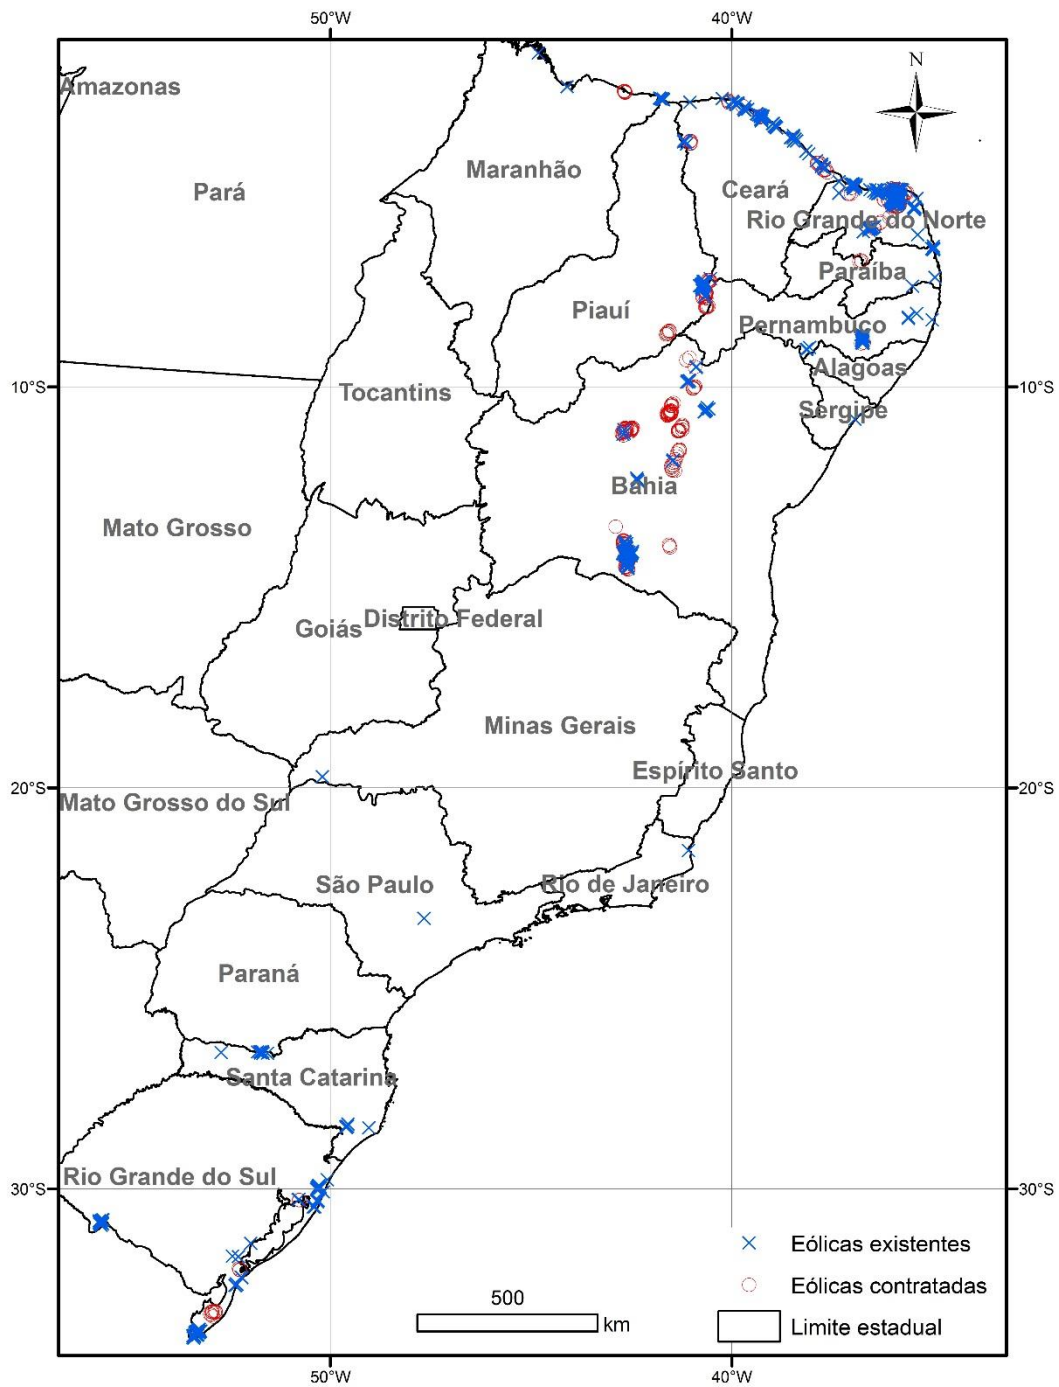 50°W
40°W
N
Amazonas
Pará
Maranhão
Ceará
Rio Grande do Norte
Paraíba
Piauí
Pernambuco
Alagoas
10°S
10°S
Tocantins
Sergipe
Bahia
Mato Grosso
Distrito Federal
Goiás
Minas Gerais
Espírito Santo
20°S
20°S
Mato Grosso do Sul
São Paulo
Rio de Janeiro
Paraná
Santa Catarina
Rio Grande do Sul
30°S
30°S
Eólicas existentes
Eólicas contratadas
500
km
Limite estadual
50°W
40°W